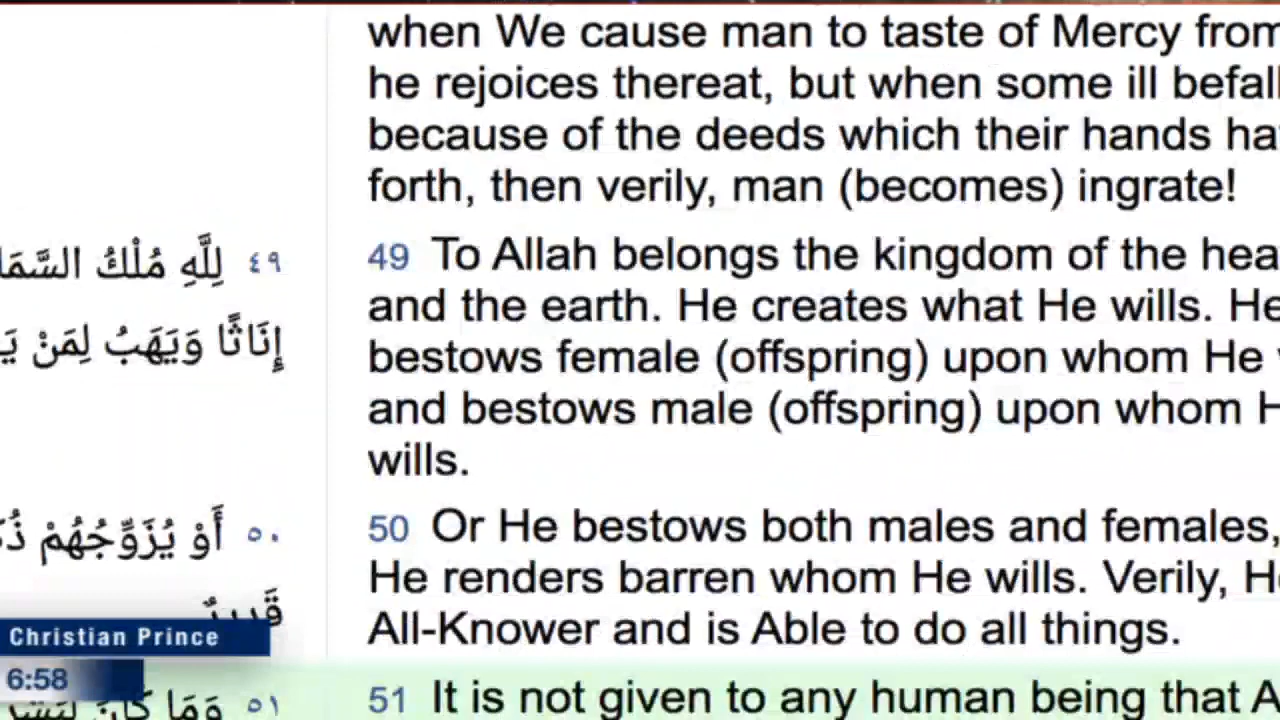 when We cause man to taste of Mercy from
he rejoices thereat, but when some ill befall
because of the deeds which their hands ha
forth, then verily, man (becomes) ingrate!
٤٩ لِلَّهِ مُلْكُ السَّمَا
49 To Allah belongs the kingdom of the hea
and the earth. He creates what He wills. He
إِنَاثًا وَيَهَبُ لِمَنْ يَ
bestows female (offspring) upon whom He
and bestows male (offspring) upon whom H
wills.
٥٠ أَوْ يُزَوِّجُهُمْ ذُ
50 Or He bestows both males and females,
He renders barren whom He wills. Verily, He
All-Knower and is Able to do all things.
Christian Prince
6:58
٥١ وَمَا كَانَ
51 It is not given to any human being that A